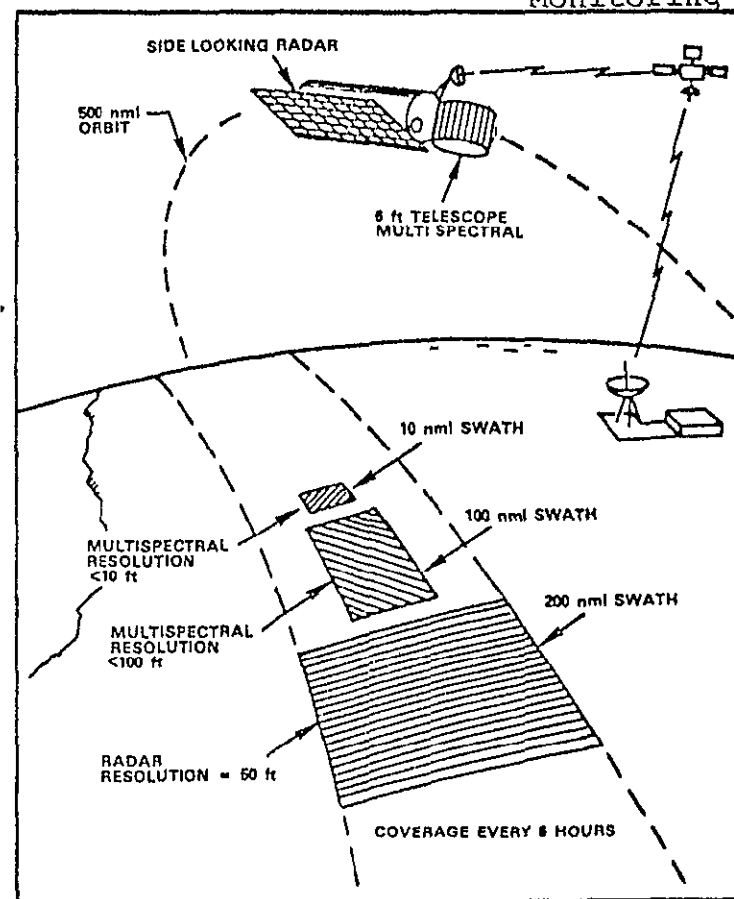 Monitoring
SIDE LOOKING RADAR
500 nmi
ORBIT
6 ft TELESCOPE
MULTI SPECTRAL
10 nmi SWATH
100 nmi SWATH
MULTISPECTRAL
RESOLUTION
<10 ft
200 nmi SWATH
MULTISPECTRAL
RESOLUTION
<100 ft
RADAR
RESOLUTION = 50 ft
COVERAGE EVERY 6 HOURS